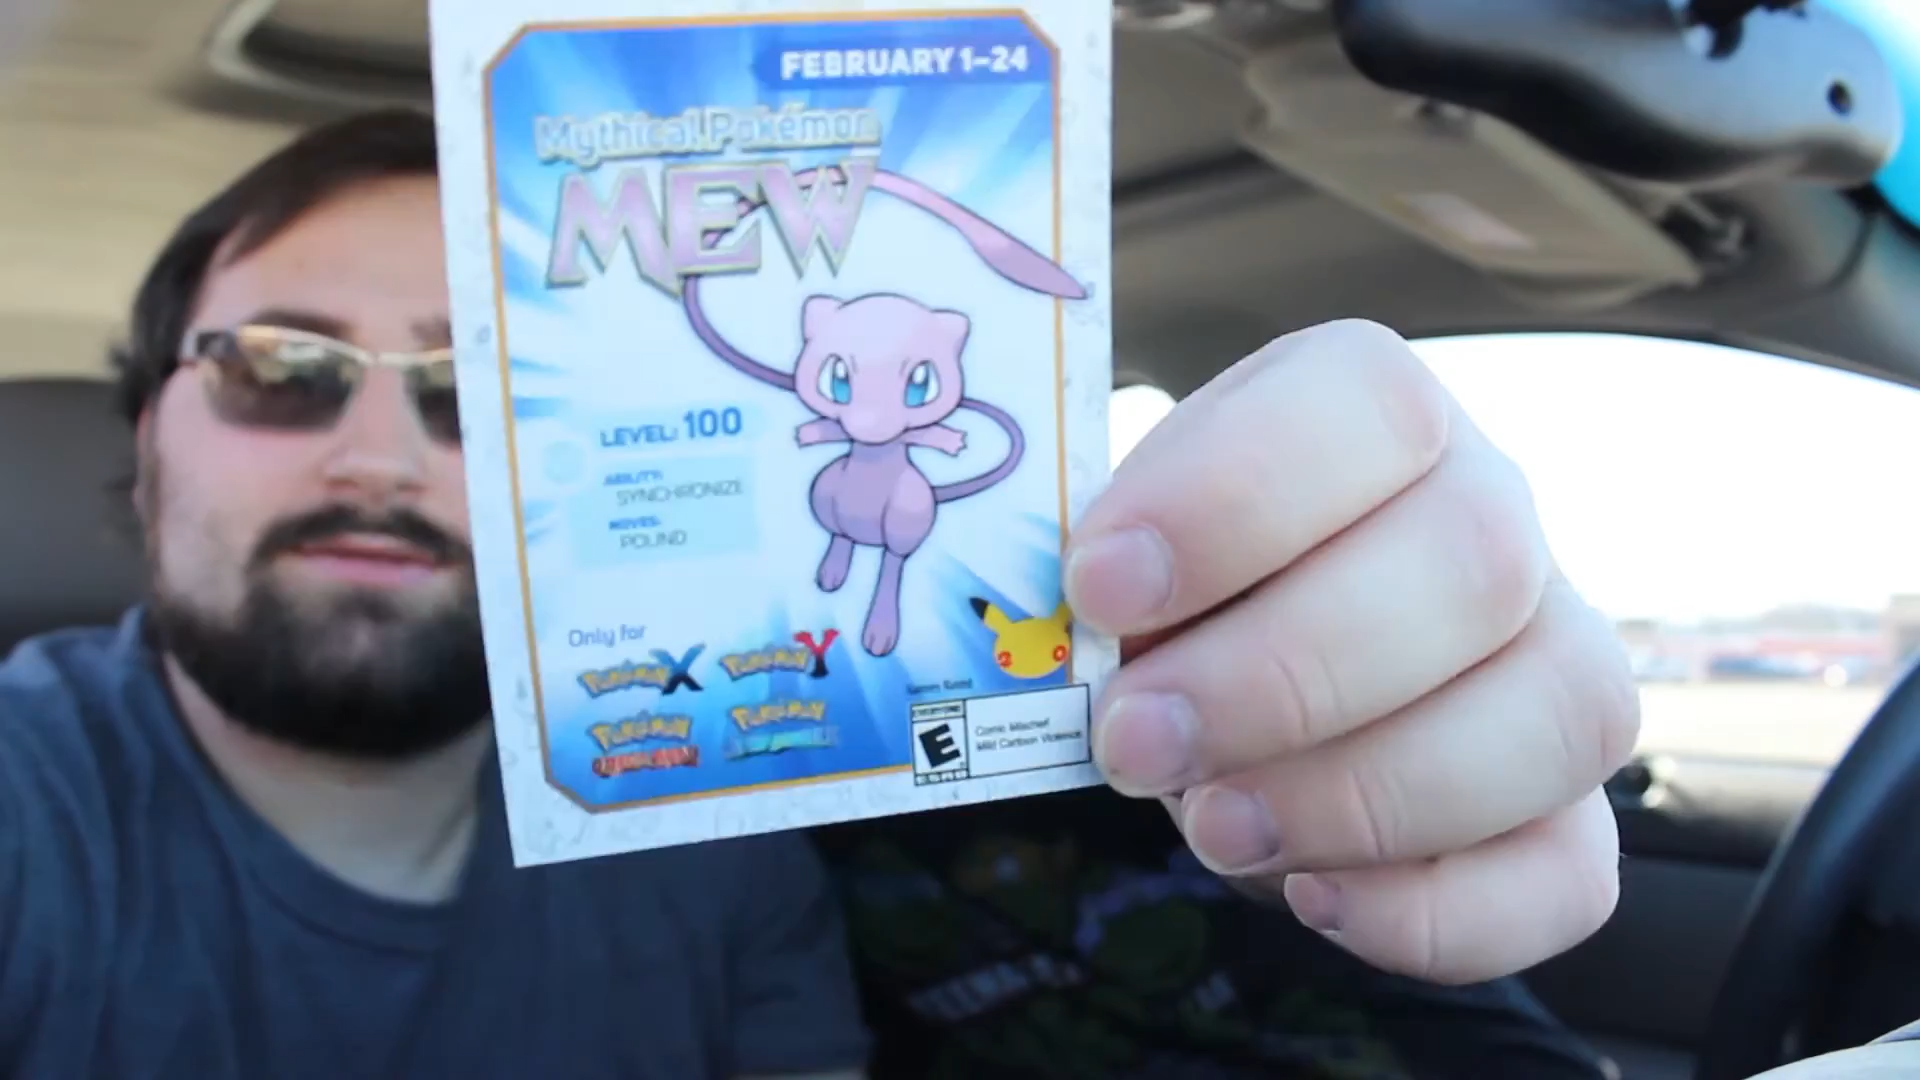 FEBRUARY 1–24
Mythical Pokémon
MEW
LEVEL: 100
ABILITY:
SYNCHRONIZE
MOVES:
POUND
Only for
Pokémon X
Pokémon Y
Pokémon
Pokémon
20
EVERYONE
E
ESRB
Comic Mischief
Mild Cartoon Violence